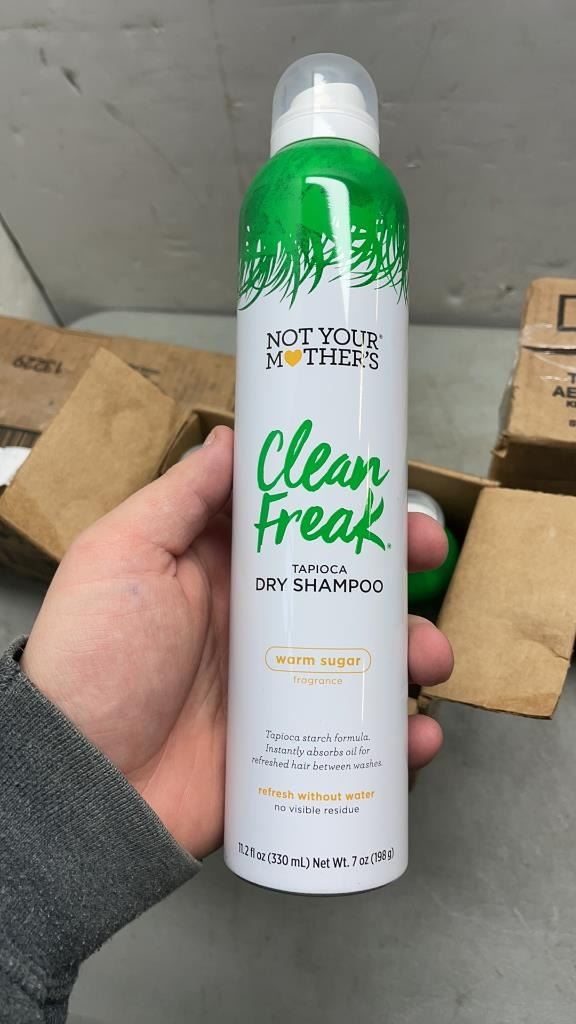 NOT YOUR®
MOTHER'S
Clean
Freak®
TAPIOCA
DRY SHAMPOO
warm sugar
fragrance
Tapioca starch formula.
Instantly absorbs oil for
refreshed hair between washes.
refresh without water
no visible residue
11.2 fl oz (330 mL) Net Wt. 7 oz (198 g)
13229